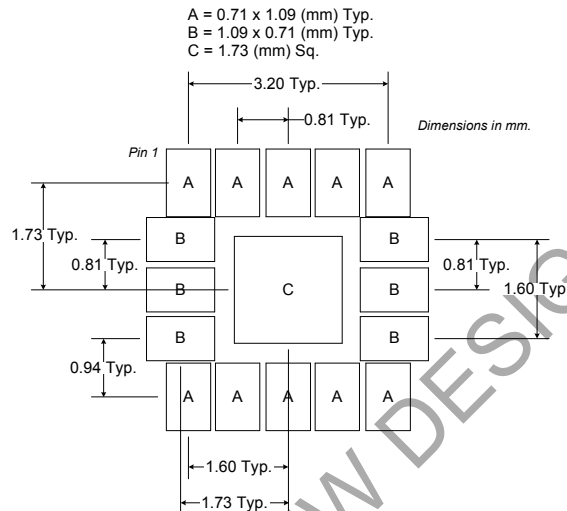 A = 0.71 x 1.09 (mm) Typ.
B = 1.09 x 0.71 (mm) Typ.
C = 1.73 (mm) Sq.
3.20 Typ.
0.81 Typ.
Dimensions in mm.
Pin 1
A A A A A
1.73 Typ.
B B
0.81 Typ. 0.81 Typ.
1.60 Typ.
B C B
B B
0.94 Typ.
A A A A A
1.60 Typ.
1.73 Typ.
W DESIG